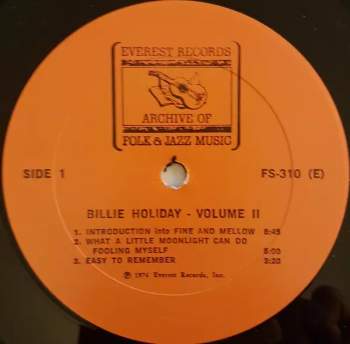 EVEREST RECORDS
ARCHIVE OF
FOLK & JAZZ MUSIC
SIDE 1
FS-310 (E)
BILLIE HOLIDAY - VOLUME II
1. INTRODUCTION into FINE AND MELLOW 8:45
2. WHAT A LITTLE MOONLIGHT CAN DO
FOOLING MYSELF 5:00
3. EASY TO REMEMBER 3:20
℗ 1976 Everest Records, Inc.